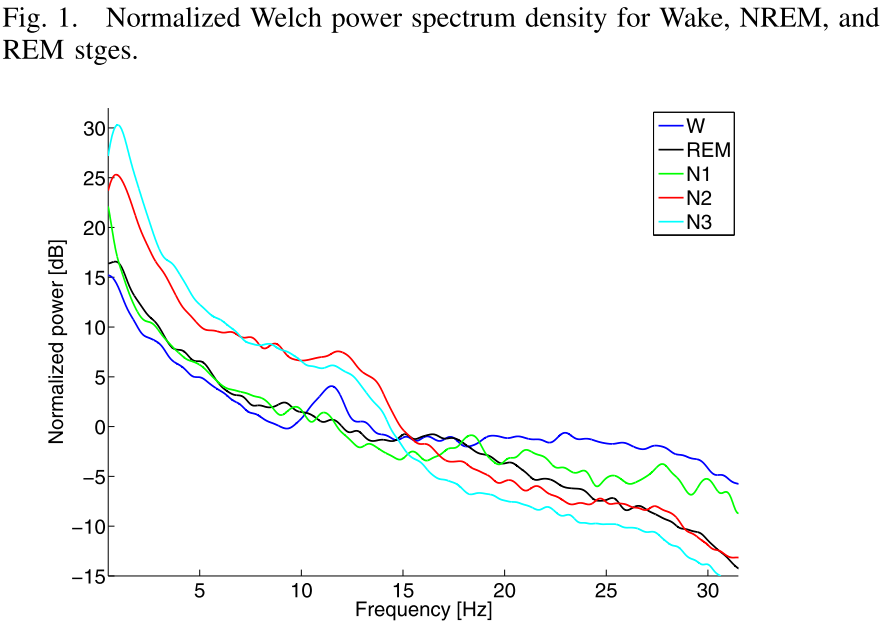 Fig. 1. Normalized Welch power spectrum density for Wake, NREM, and
REM stges.
30
25
20
15
10
5
0
−5
−10
−15
Normalized power [dB]
W
REM
N1
N2
N3
5 10 15 20 25 30
Frequency [Hz]